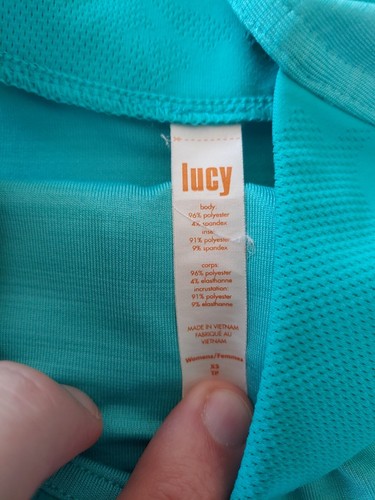 lucy
body:
96% polyester
4% spandex
inset:
91% polyester
9% spandex
corps:
96% polyester
4% elasthanne
incrustation:
91% polyester
9% elasthanne
MADE IN VIETNAM
FABRIQUÉ AU
VIETNAM
Womens/Femmes
XS
TP